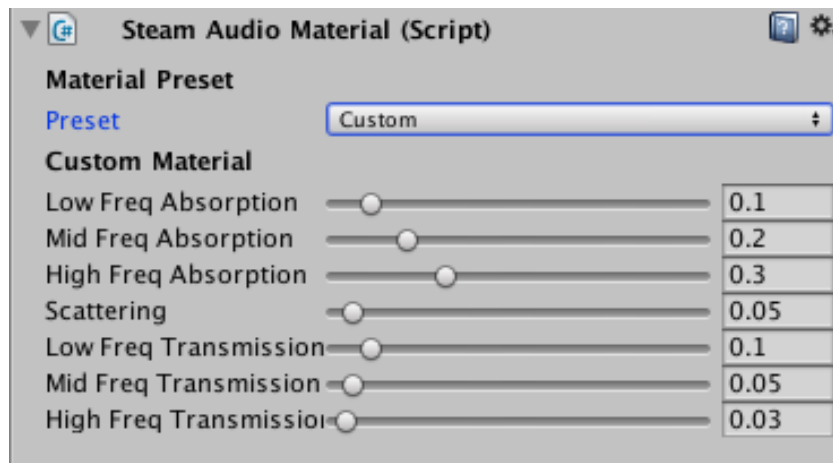 Steam Audio Material (Script)
Material Preset
Preset Custom
Custom Material
Low Freq Absorption 0.1
Mid Freq Absorption 0.2
High Freq Absorption 0.3
Scattering 0.05
Low Freq Transmission 0.1
Mid Freq Transmission 0.05
High Freq Transmissior 0.03